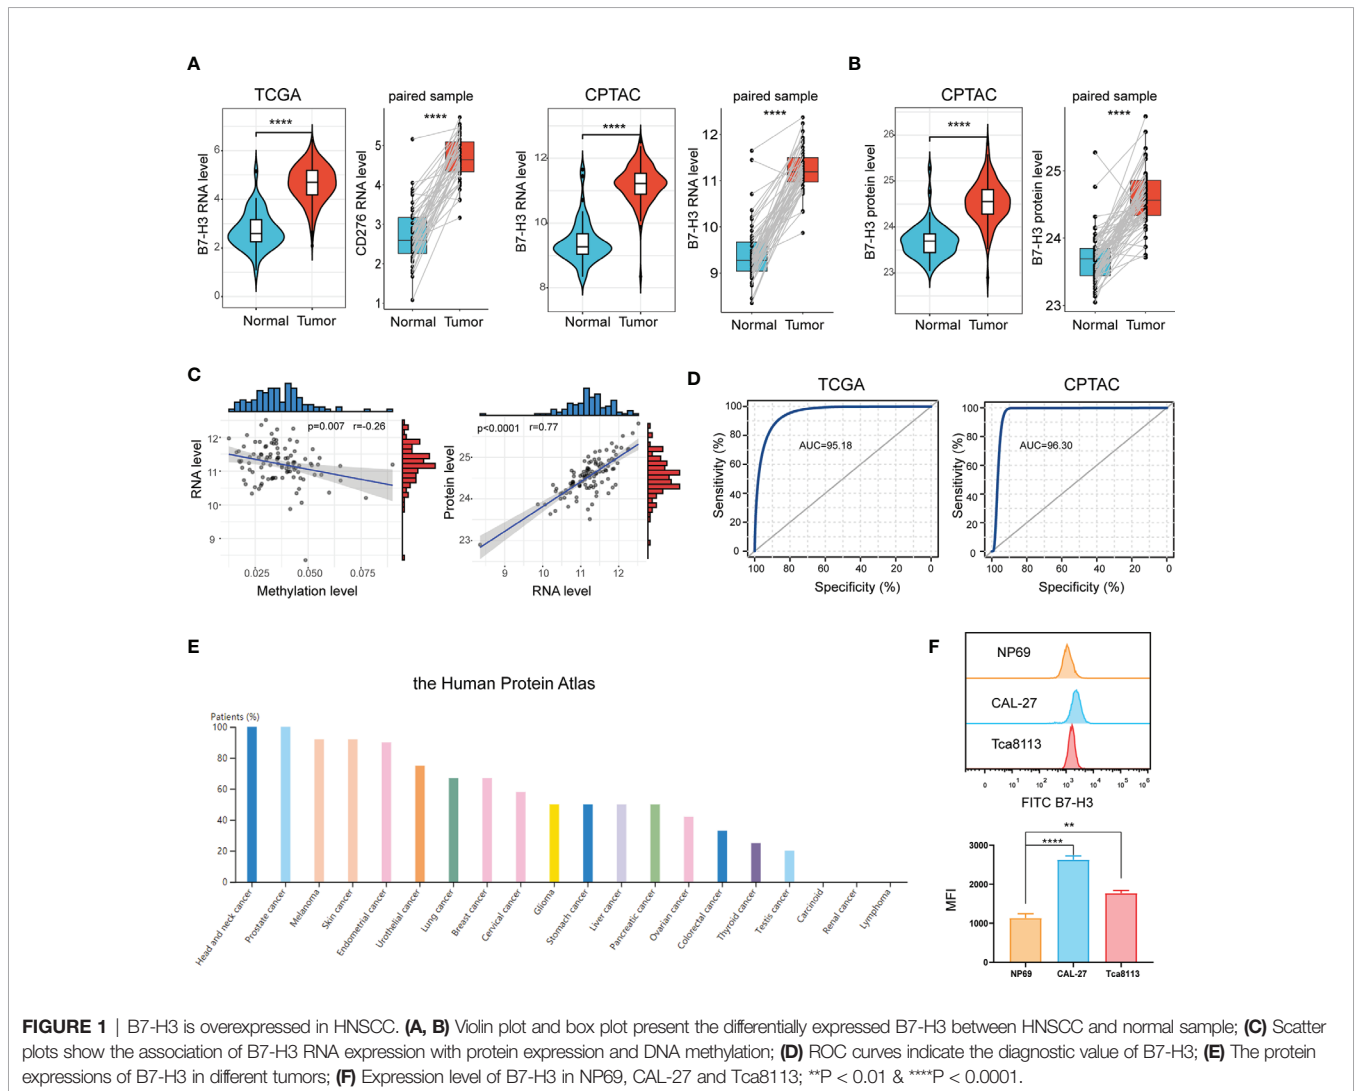 A
B
TCGA
paired sample
CPTAC
paired sample
CPTAC
paired sample
****
****
****
****
****
****
B7-H3 RNA level
6
4
2
0
Normal Tumor
CD276 RNA level
5
4
3
2
1
Normal Tumor
B7-H3 RNA level
12
10
8
Normal Tumor
B7-H3 RNA level
12
11
10
9
Normal Tumor
B7-H3 protein level
26
25
24
23
Normal Tumor
B7-H3 protein level
25
24
23
Normal Tumor
C
p=0.007 r=-0.26
RNA level
12
11
10
9
0.025 0.050 0.075
Methylation level
p<0.0001 r=0.77
Protein level
25
24
23
9 10 11 12
RNA level
D
TCGA
CPTAC
Sensitivity (%)
100
80
60
40
20
0
AUC=95.18
100 80 60 40 20 0
Specificity (%)
Sensitivity (%)
100
80
60
40
20
0
AUC=96.30
100 80 60 40 20 0
Specificity (%)
E
the Human Protein Atlas
Patients (%)
100
80
60
40
20
0
Head and neck cancer
Prostate cancer
Melanoma
Skin cancer
Endometrial cancer
Urothelial cancer
Lung cancer
Breast cancer
Cervical cancer
Glioma
Stomach cancer
Liver cancer
Pancreatic cancer
Ovarian cancer
Colorectal cancer
Thyroid cancer
Testis cancer
Carcinoid
Renal cancer
Lymphoma
F
NP69
CAL-27
Tca8113
0 10¹ 10² 10³ 10⁴ 10⁵ 10⁶
FITC B7-H3
**
****
MFI
3000
2000
1000
0
NP69 CAL-27 Tca8113
FIGURE 1 | B7-H3 is overexpressed in HNSCC. (A, B) Violin plot and box plot present the differentially expressed B7-H3 between HNSCC and normal sample; (C) Scatter
plots show the association of B7-H3 RNA expression with protein expression and DNA methylation; (D) ROC curves indicate the diagnostic value of B7-H3; (E) The protein
expressions of B7-H3 in different tumors; (F) Expression level of B7-H3 in NP69, CAL-27 and Tca8113; **P < 0.01 & ****P < 0.0001.